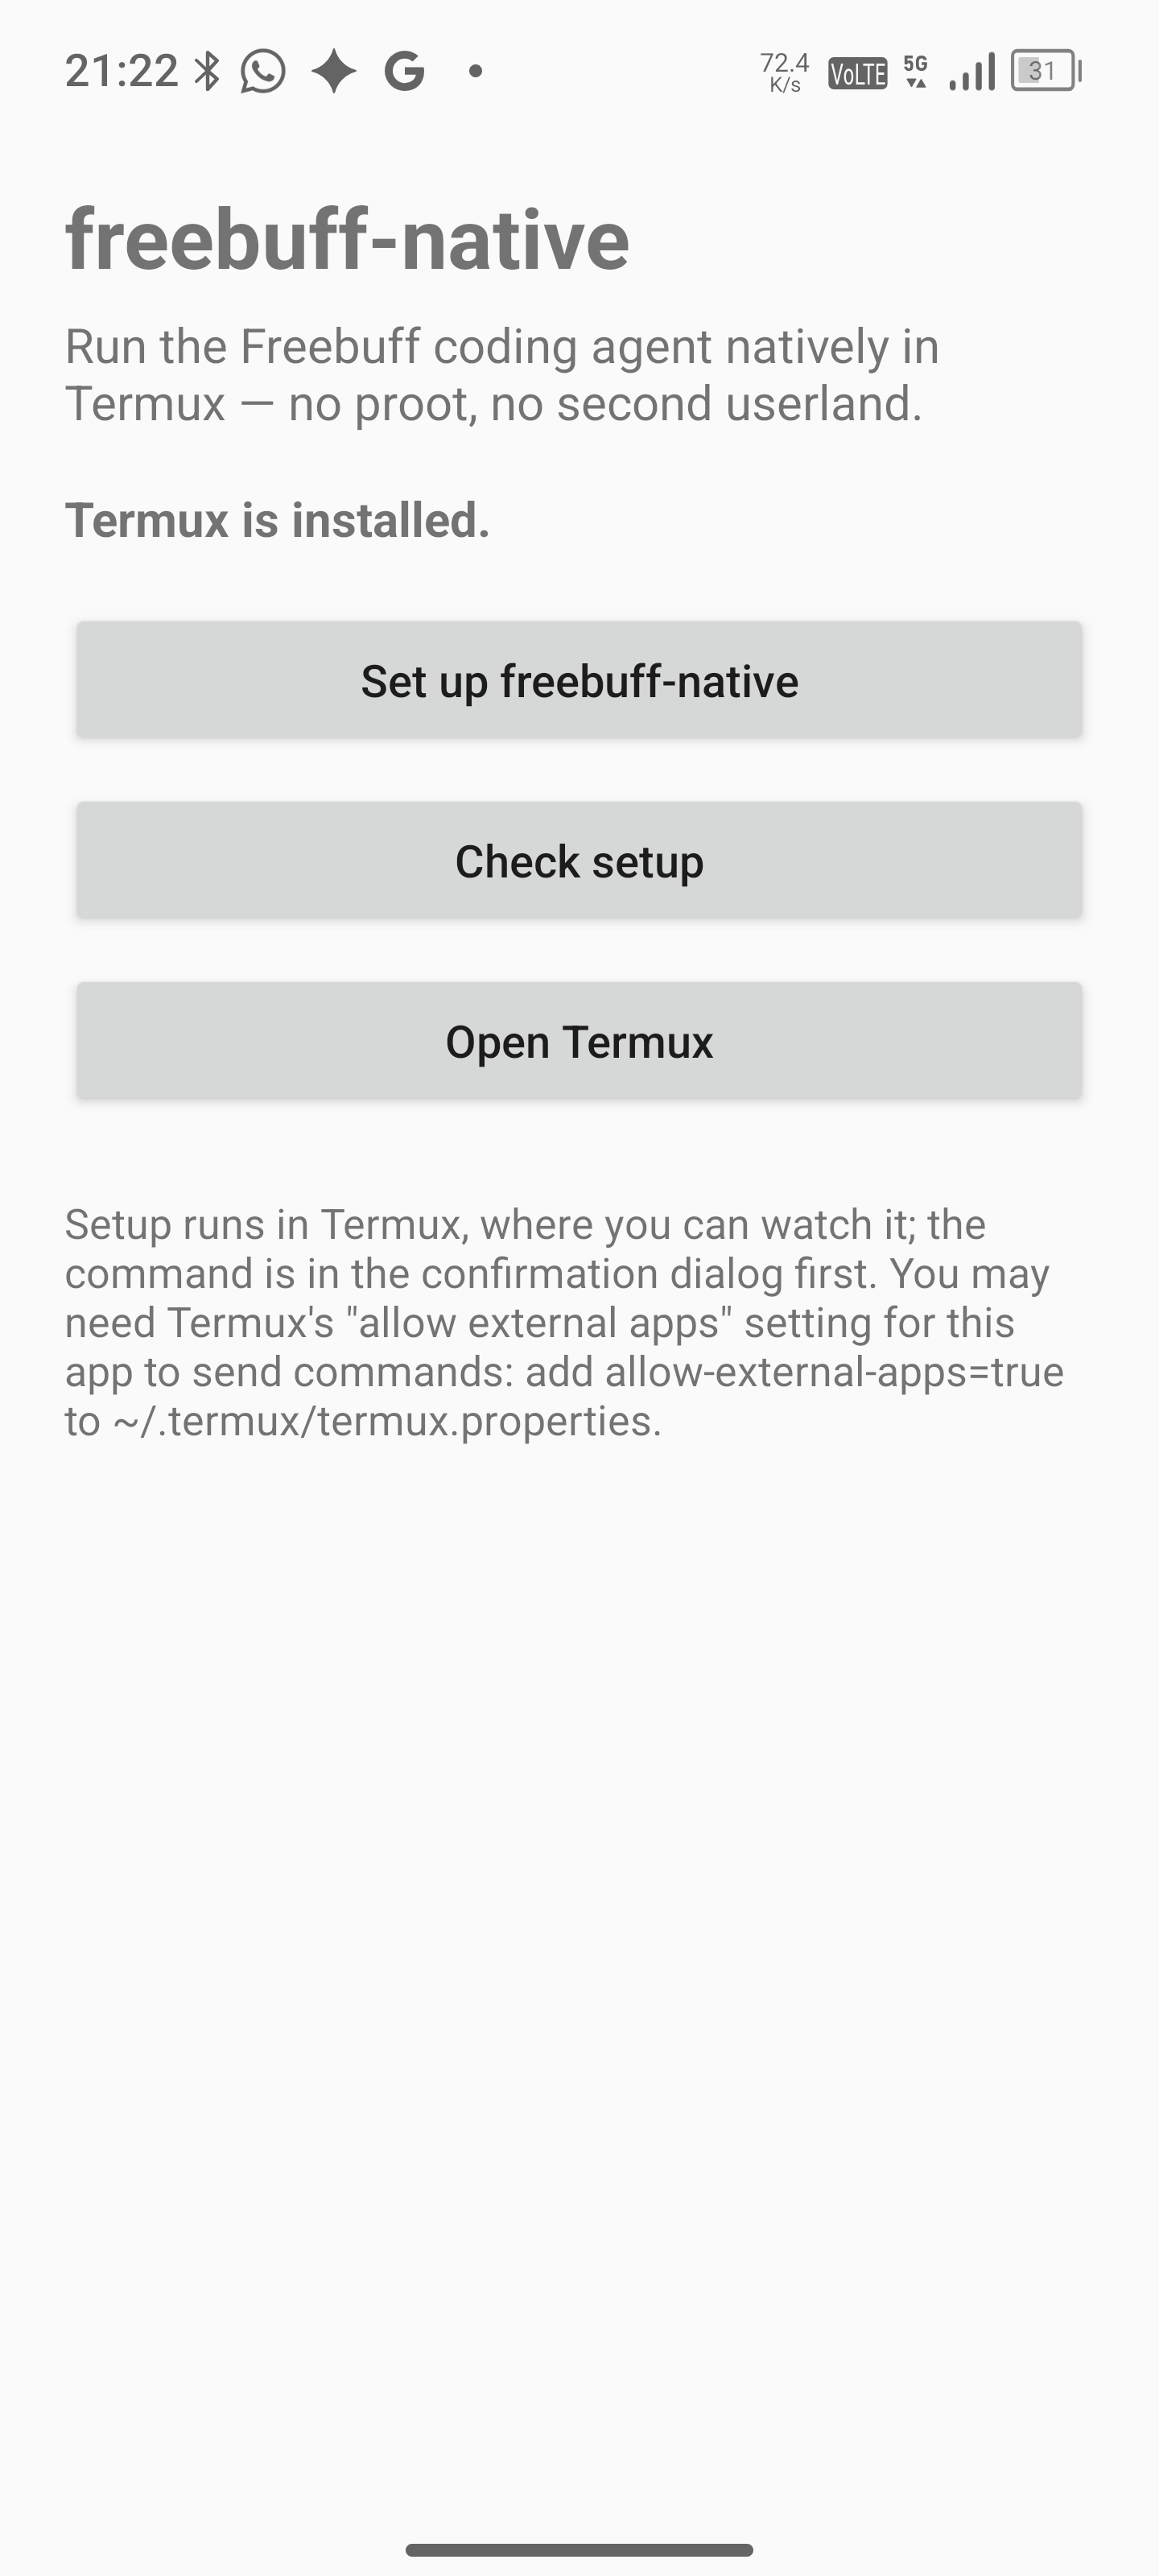 21:22
72.4
K/s
VoLTE
5G
31
freebuff-native
Run the Freebuff coding agent natively in
Termux — no proot, no second userland.
Termux is installed.
Set up freebuff-native
Check setup
Open Termux
Setup runs in Termux, where you can watch it; the
command is in the confirmation dialog first. You may
need Termux's "allow external apps" setting for this
app to send commands: add allow-external-apps=true
to ~/.termux/termux.properties.